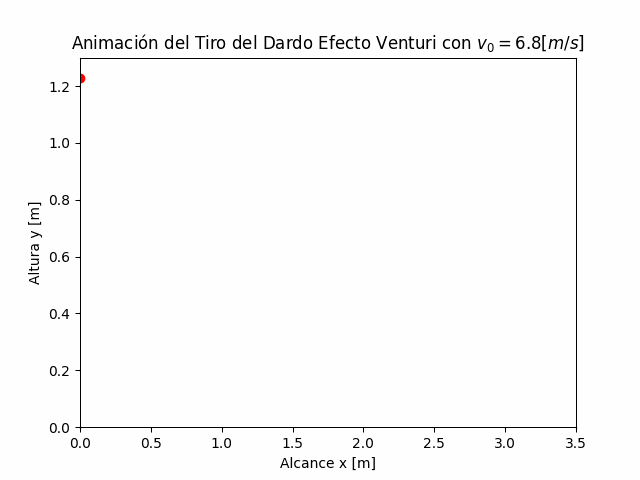 Animación del Tiro del Dardo Efecto Venturi con $v_0 = 6.8[m/s]$
1.2
1.0
0.8
0.6
0.4
0.2
0.0
Altura y [m]
0.0 0.5 1.0 1.5 2.0 2.5 3.0 3.5
Alcance x [m]